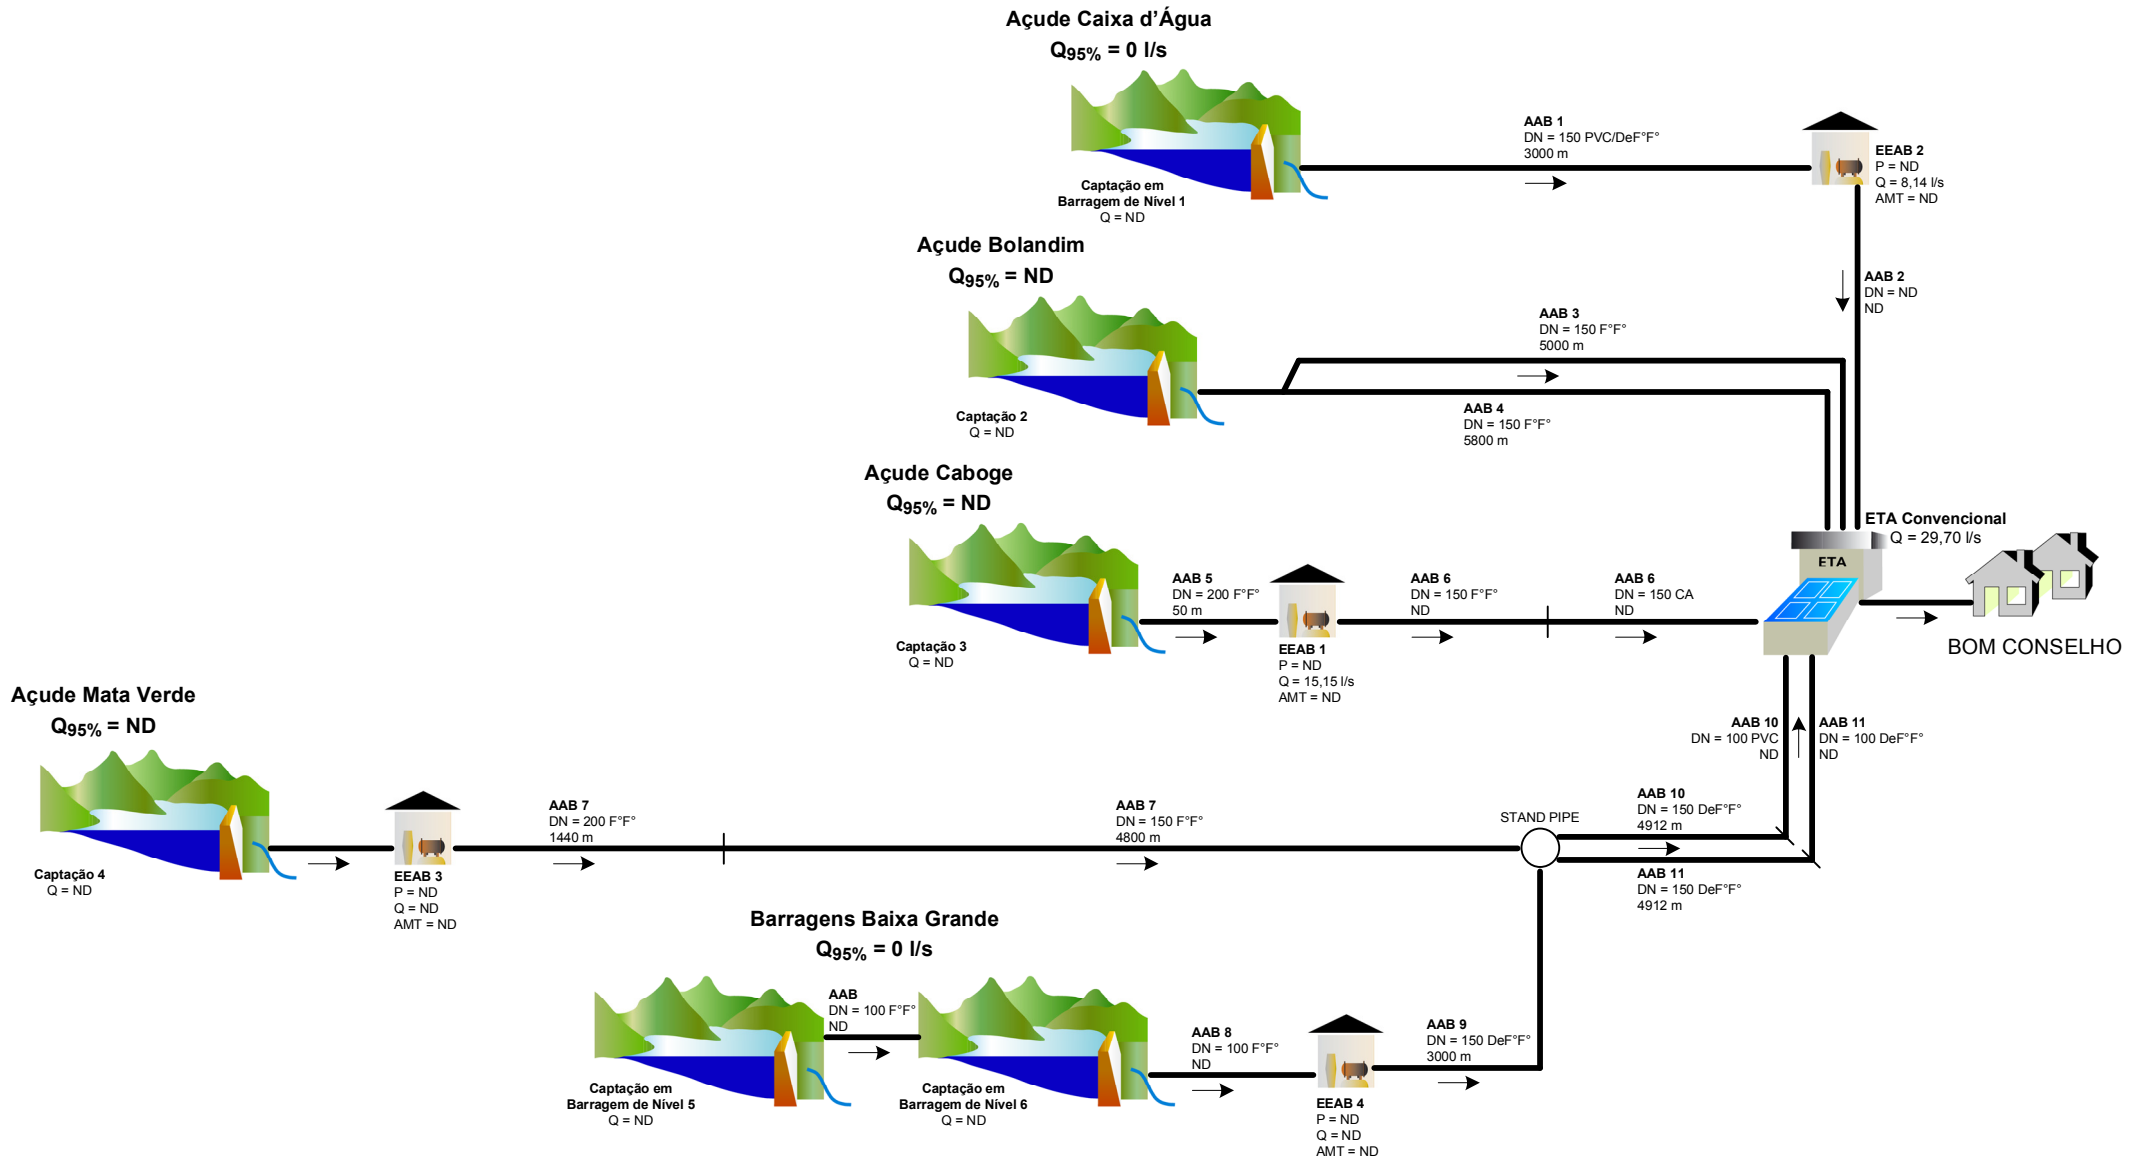 Açude Caixa d'Água
Q95% = 0 l/s
Captação em
Barragem de Nível 1
Q = ND
AAB 1
DN = 150 PVC/DeF°F°
3000 m
EEAB 2
P = ND
Q = 8,14 l/s
AMT = ND
AAB 2
DN = ND
ND
Açude Bolandim
Q95% = ND
Captação 2
Q = ND
AAB 3
DN = 150 F°F°
5000 m
AAB 4
DN = 150 F°F°
5800 m
Açude Caboge
Q95% = ND
Captação 3
Q = ND
AAB 5
DN = 200 F°F°
50 m
EEAB 1
P = ND
Q = 15,15 l/s
AMT = ND
AAB 6
DN = 150 F°F°
ND
AAB 6
DN = 150 CA
ND
ETA Convencional
Q = 29,70 l/s
ETA
BOM CONSELHO
Açude Mata Verde
Q95% = ND
Captação 4
Q = ND
EEAB 3
P = ND
Q = ND
AMT = ND
AAB 7
DN = 200 F°F°
1440 m
AAB 7
DN = 150 F°F°
4800 m
STAND PIPE
AAB 10
DN = 100 PVC
ND
AAB 11
DN = 100 DeF°F°
ND
AAB 10
DN = 150 DeF°F°
4912 m
AAB 11
DN = 150 DeF°F°
4912 m
Barragens Baixa Grande
Q95% = 0 l/s
Captação em
Barragem de Nível 5
Q = ND
AAB
DN = 100 F°F°
ND
Captação em
Barragem de Nível 6
Q = ND
AAB 8
DN = 100 F°F°
ND
EEAB 4
P = ND
Q = ND
AMT = ND
AAB 9
DN = 150 DeF°F°
3000 m